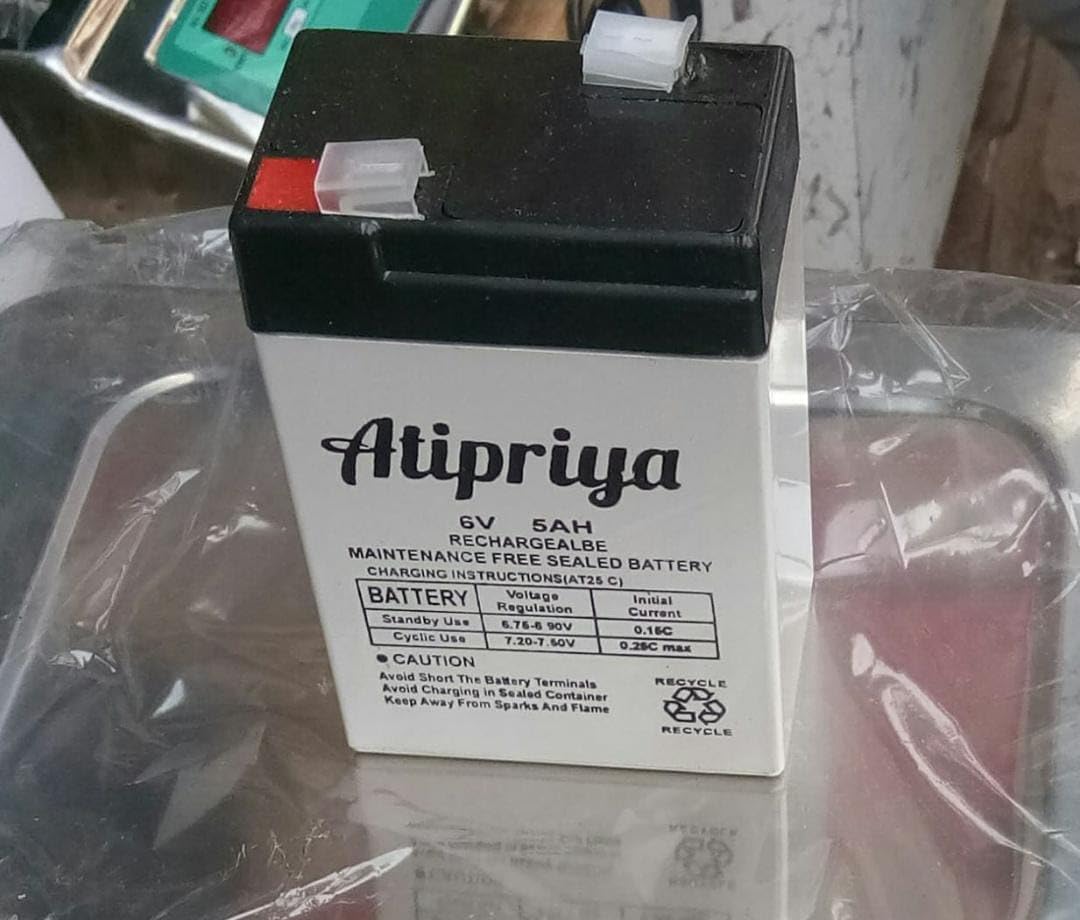 Atipriya
6V 5AH
RECHARGEALBE
MAINTENANCE FREE SEALED BATTERY
CHARGING INSTRUCTIONS(AT25 C)
BATTERY Voltage Regulation Initial Current
Standby Use 6.75-6 90V 0.15C
Cyclic Use 7.20-7.50V 0.25C max
● CAUTION
Avoid Short The Battery Terminals
Avoid Charging in Sealed Container
Keep Away From Sparks And Flame
RECYCLE
RECYCLE